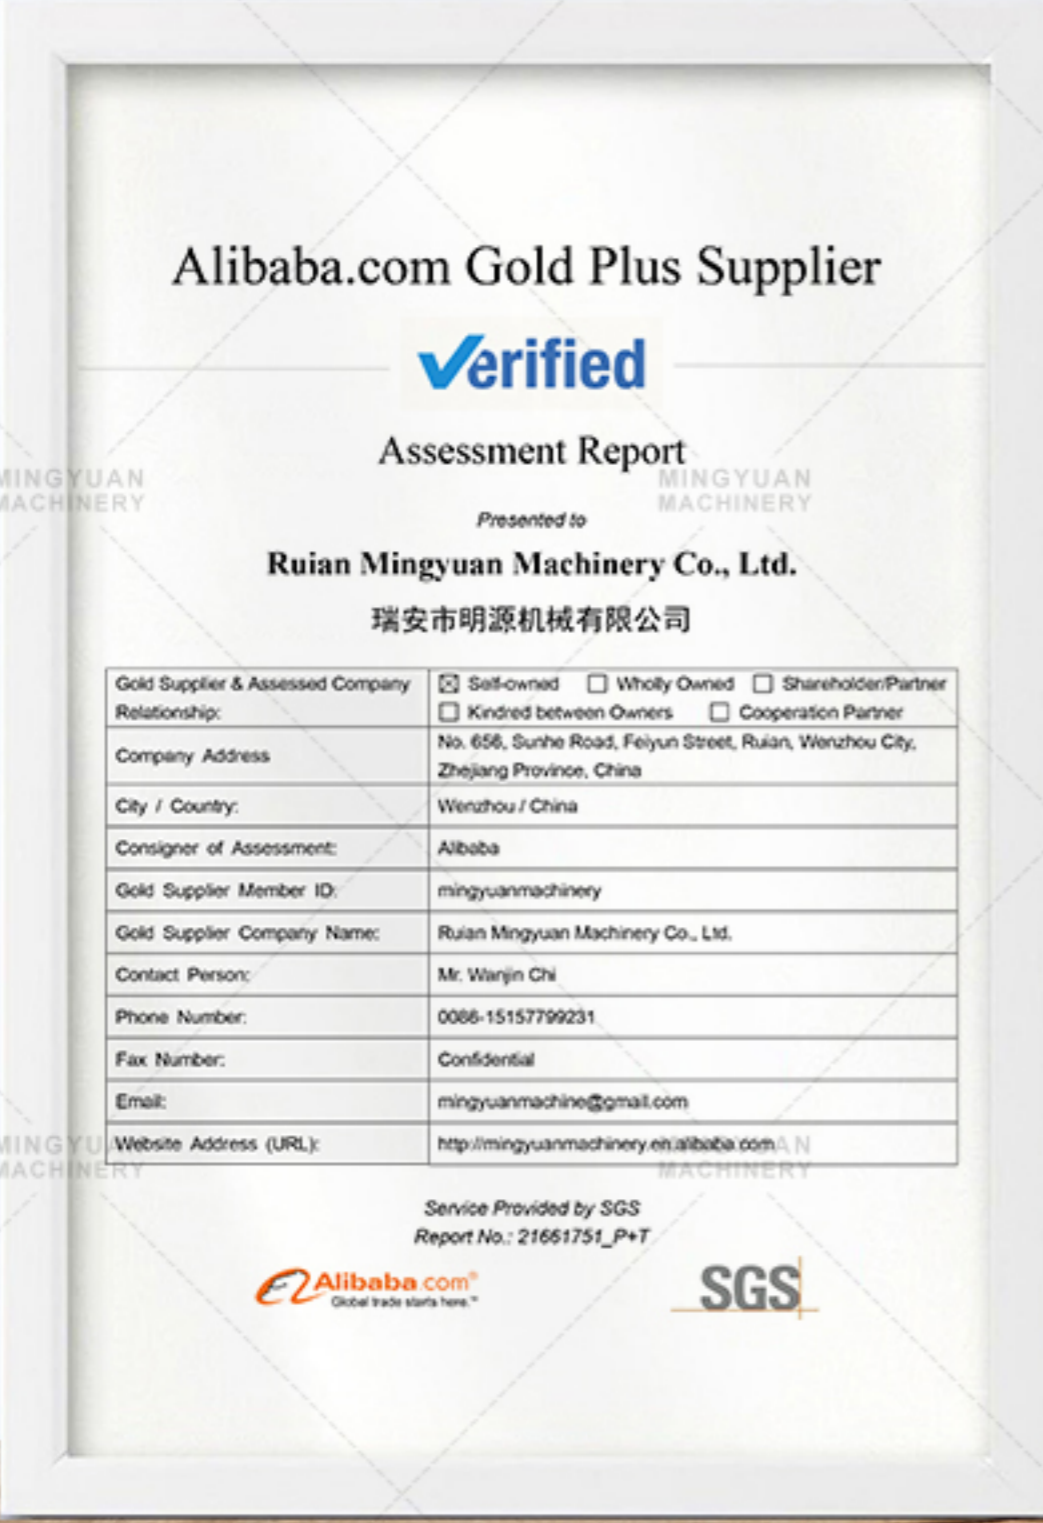 Alibaba.com Gold Plus Supplier
Verified
Assessment Report
MINGYUAN
MACHINERY
MINGYUAN
MACHINERY
Presented to
Ruian Mingyuan Machinery Co., Ltd.
瑞安市明源机械有限公司
Gold Supplier & Assessed Company Relationship:
☒ Self-owned ☐ Wholly Owned ☐ Shareholder/Partner
☐ Kindred between Owners ☐ Cooperation Partner
Company Address
No. 656, Sunhe Road, Feiyun Street, Ruian, Wenzhou City,
Zhejiang Province, China
City / Country: Wenzhou / China
Consigner of Assessment: Alibaba
Gold Supplier Member ID: mingyuanmachinery
Gold Supplier Company Name: Ruian Mingyuan Machinery Co., Ltd.
Contact Person: Mr. Wanjin Chi
Phone Number: 0086-15157799231
Fax Number: Confidential
Email: mingyuanmachine@gmail.com
Website Address (URL): http://mingyuanmachinery.en.alibaba.com
MINGYUAN
MACHINERY
MINGYUAN
MACHINERY
Service Provided by SGS
Report No.: 21661751_P+T
Alibaba.com®
Global trade starts here.™
SGS